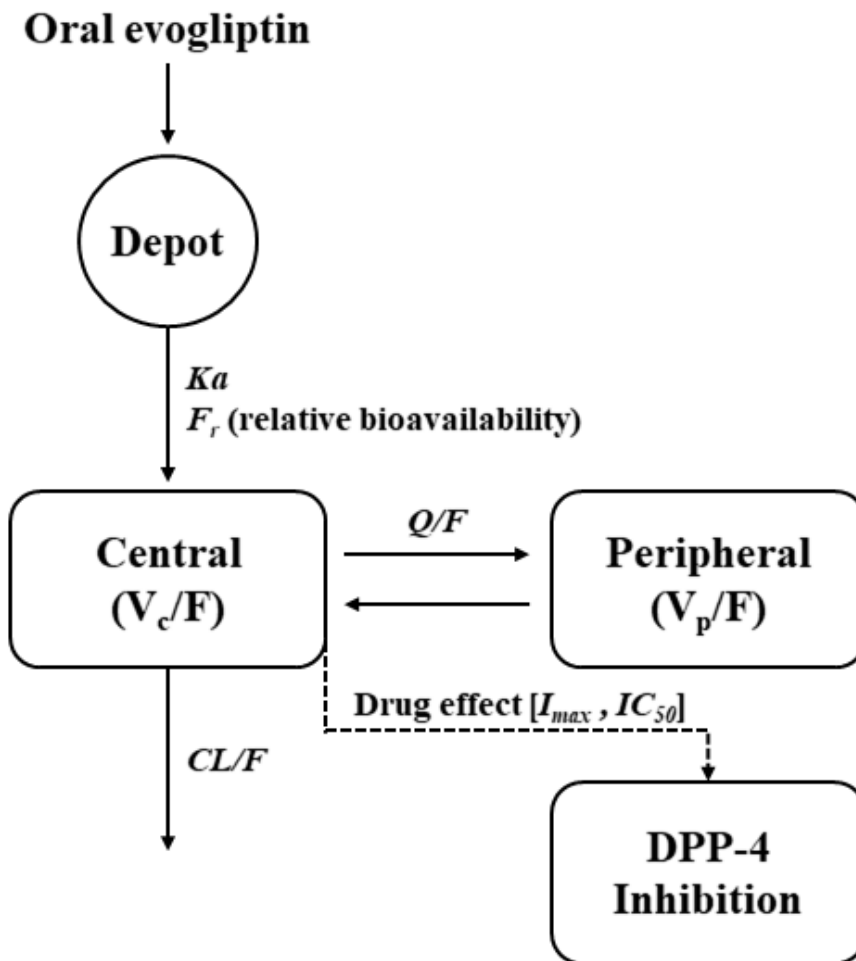 Oral evogliptin
Depot
Ka
Fr (relative bioavailability)
Central
(Vc/F)
Q/F
Peripheral
(Vp/F)
Drug effect [Imax , IC50]
CL/F
DPP-4
Inhibition